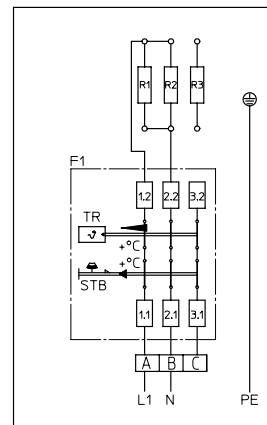 R1 R2 R3
F1
1.2 2.2 3.2
TR
ϑ
+°C
+°C
STB
1.1 2.1 3.1
A B C
L1 N PE